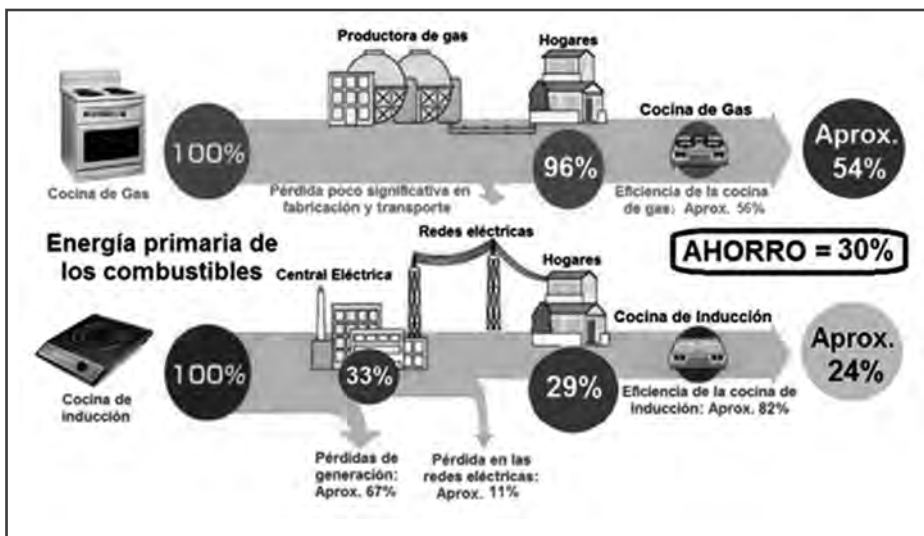 Productora de gas
Hogares
Cocina de Gas
100%
96%
Aprox.
54%
Cocina de Gas
Pérdida poco significativa en
fabricación y transporte
Eficiencia de la cocina
de gas: Aprox. 56%
Energía primaria de
los combustibles
Redes eléctricas
Central Eléctrica
Hogares
AHORRO = 30%
Cocina de Inducción
100%
33%
29%
Aprox.
24%
Cocina de
inducción
Eficiencia de la cocina de
Inducción: Aprox. 82%
Pérdidas de
generación:
Aprox. 67%
Pérdida en las
redes eléctricas:
Aprox. 11%